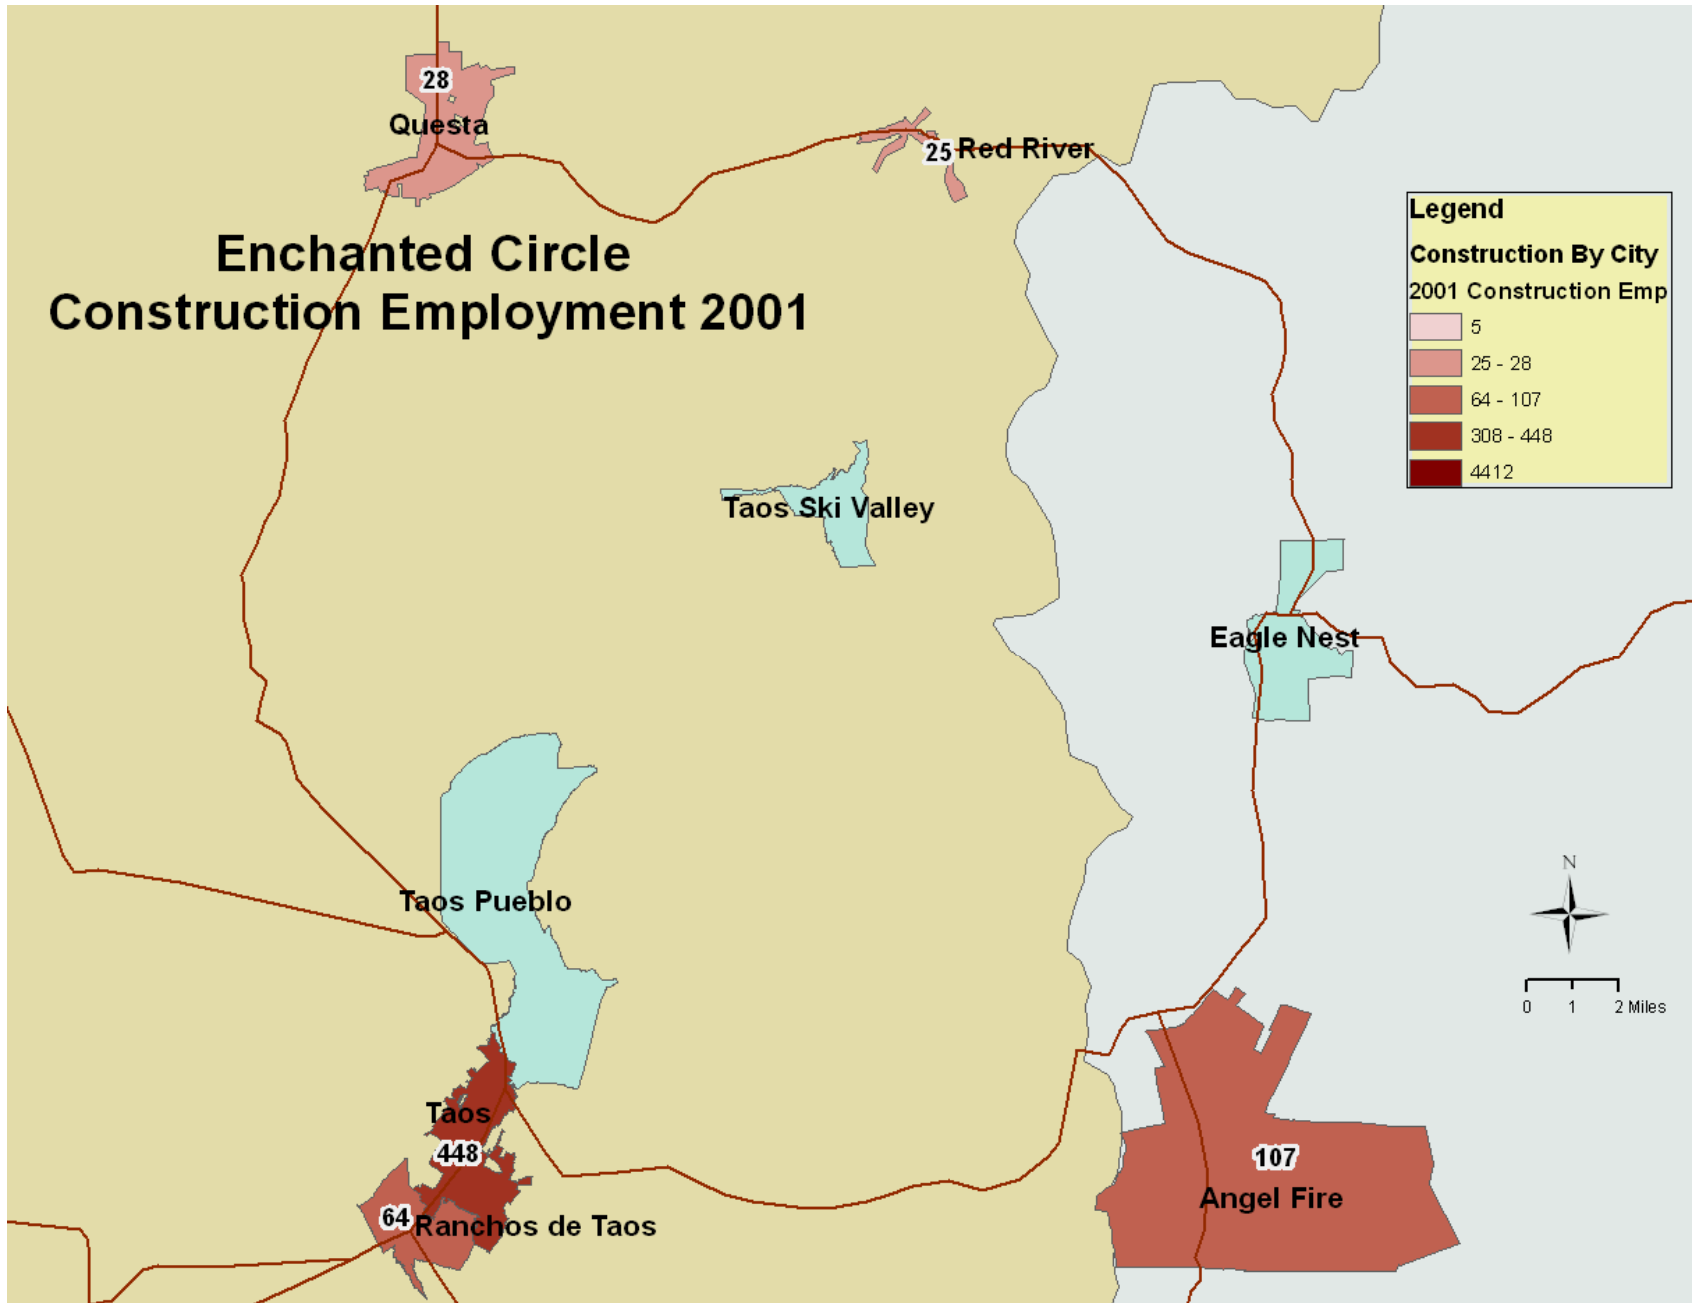 28
Questa
25 Red River
Enchanted Circle
Construction Employment 2001
Legend
Construction By City
2001 Construction Emp
5
25 - 28
64 - 107
308 - 448
4412
Taos Ski Valley
Eagle Nest
Taos Pueblo
N
0 1 2 Miles
Taos
448
107
Angel Fire
64 Ranchos de Taos